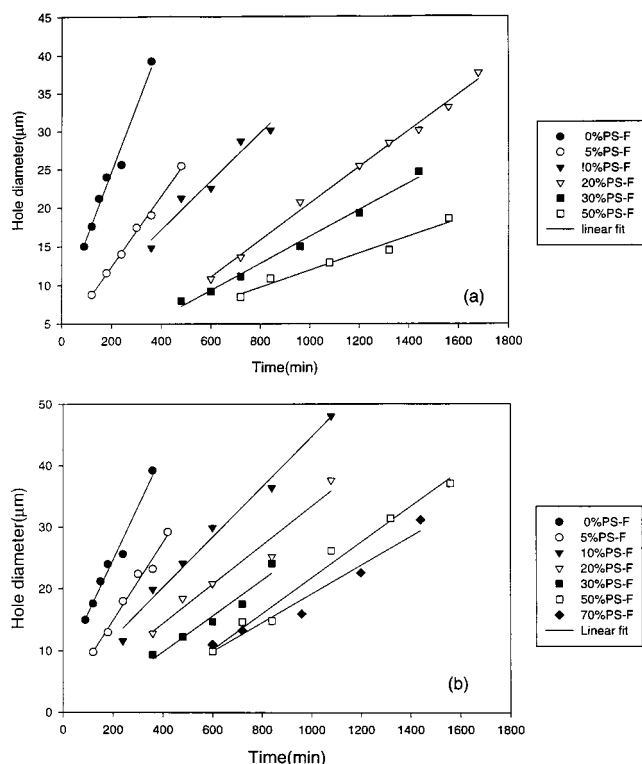 45
40
35
30
25
20
15
10
5
Hole diameter(μm)
0 200 400 600 800 1000 1200 1400 1600 1800
Time(min)
(a)
0%PS-F
5%PS-F
!0%PS-F
20%PS-F
30%PS-F
50%PS-F
linear fit
50
40
30
20
10
0
Hole diameter(μm)
0 200 400 600 800 1000 1200 1400 1600 1800
Time(min)
(b)
0%PS-F
5%PS-F
10%PS-F
20%PS-F
30%PS-F
50%PS-F
70%PS-F
Linear fit